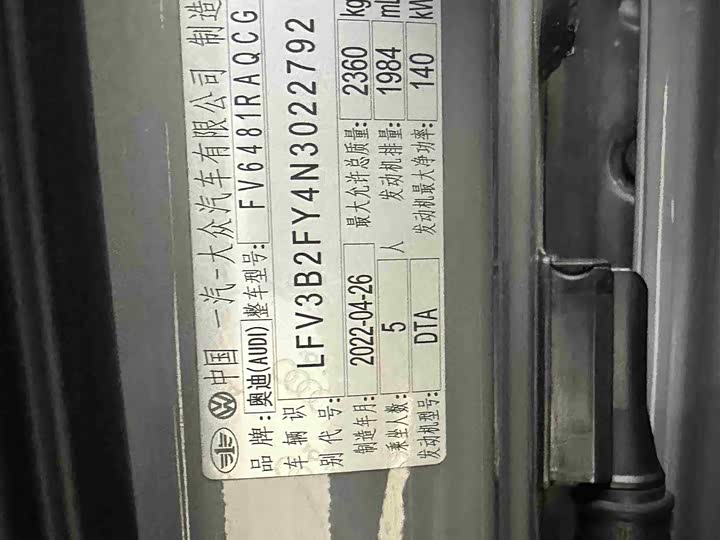 中国 一汽-大众汽车有限公司 制造
品牌:奥迪(AUDI) 整车型号: FV6481RAQCG
车辆识别代号: LFV3B2FY4N3022792
制造年月: 2022-04-26 最大允许总质量: 2360 kg
乘坐人数: 5 人 发动机排量: 1984 mL
发动机型号: DTA 发动机最大净功率: 140 kW